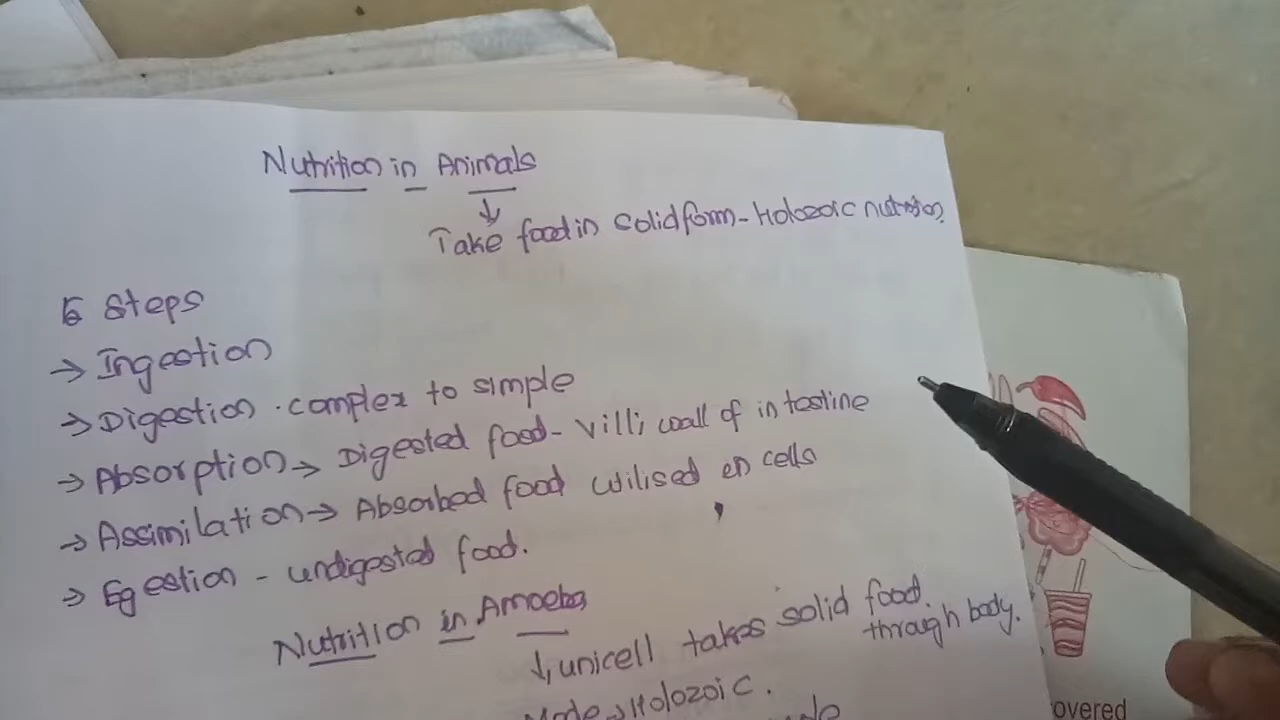 Nutrition in Animals
Take food in solid form - Holozoic nutrition
5 Steps
→ Ingestion
→ Digestion . complex to simple
→ Absorption → Digested food - villi wall of intestine
→ Assimilation → Absorbed food utilised en cells
→ Egestion - undigested food.
Nutrition in Amoeba
↓, unicell takes solid food.
through body.
Mode → Holozoic.
overed